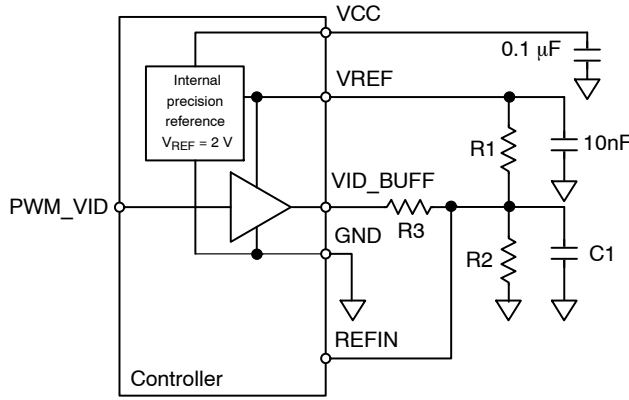 VCC
0.1 μF
Internal
precision
reference
V_REF = 2 V
VREF
R1
10nF
PWM_VID
VID_BUFF
R3
GND
R2
C1
REFIN
Controller